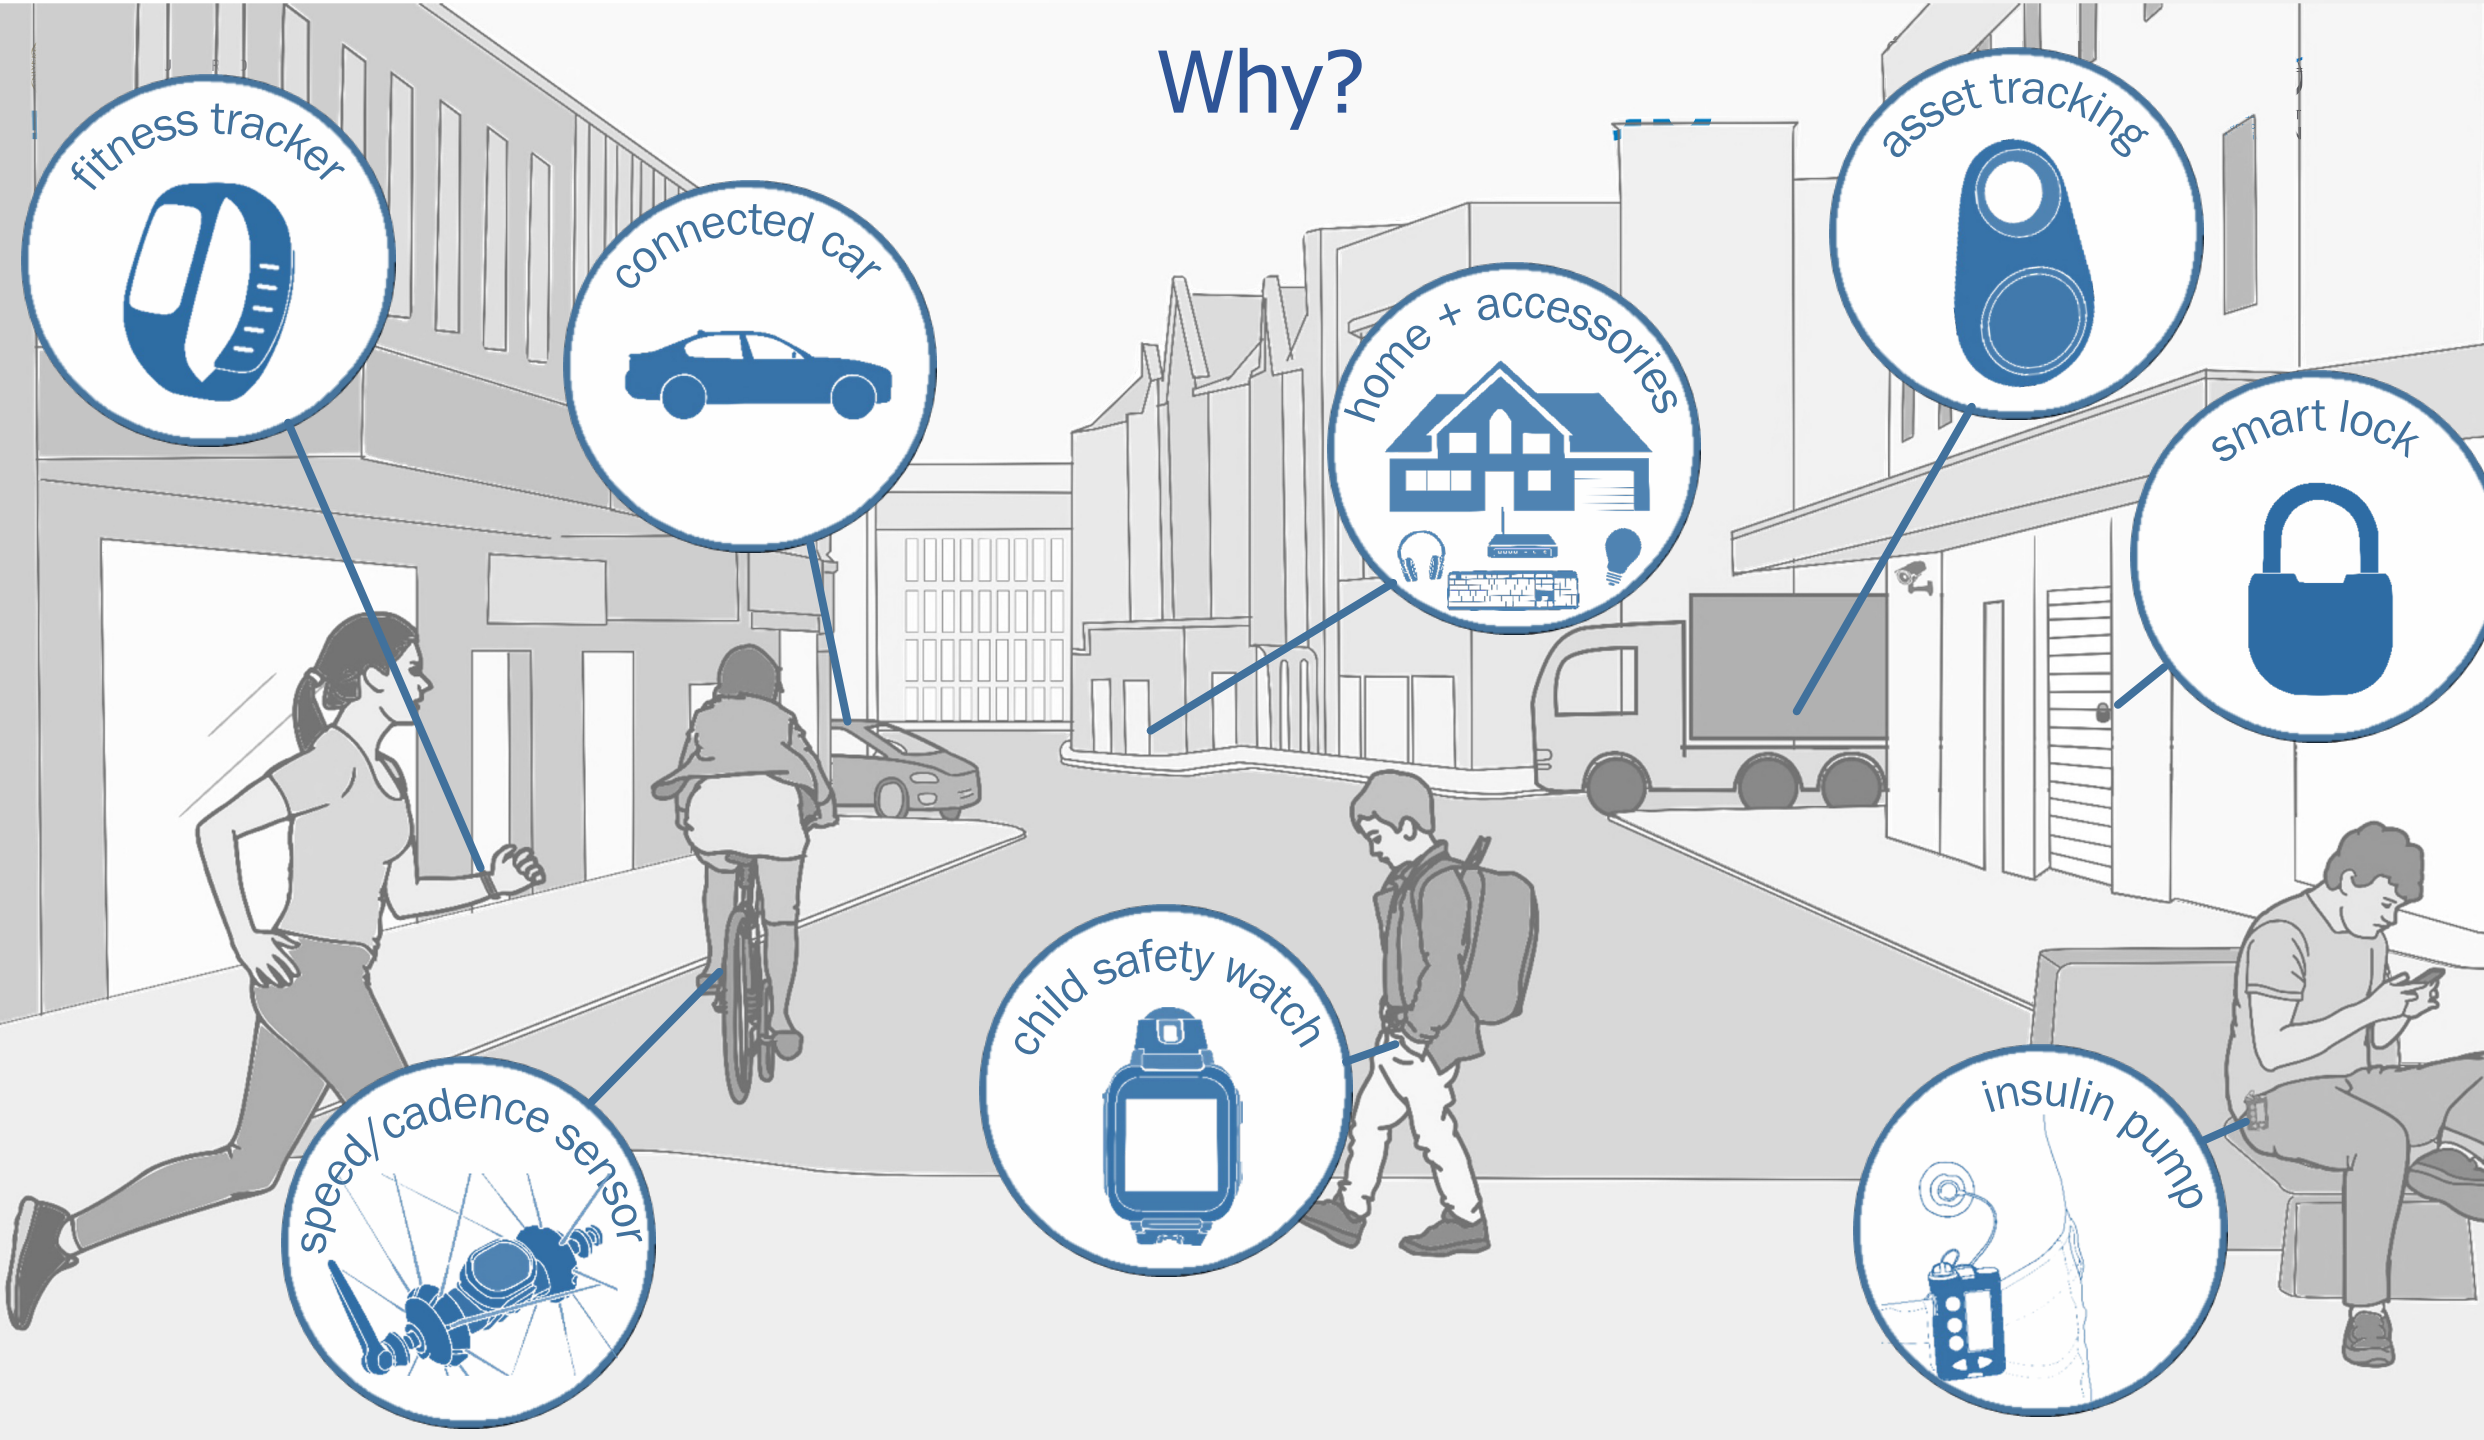 Why?
fitness tracker
connected car
home + accessories
asset tracking
smart lock
speed/cadence sensor
child safety watch
insulin pump